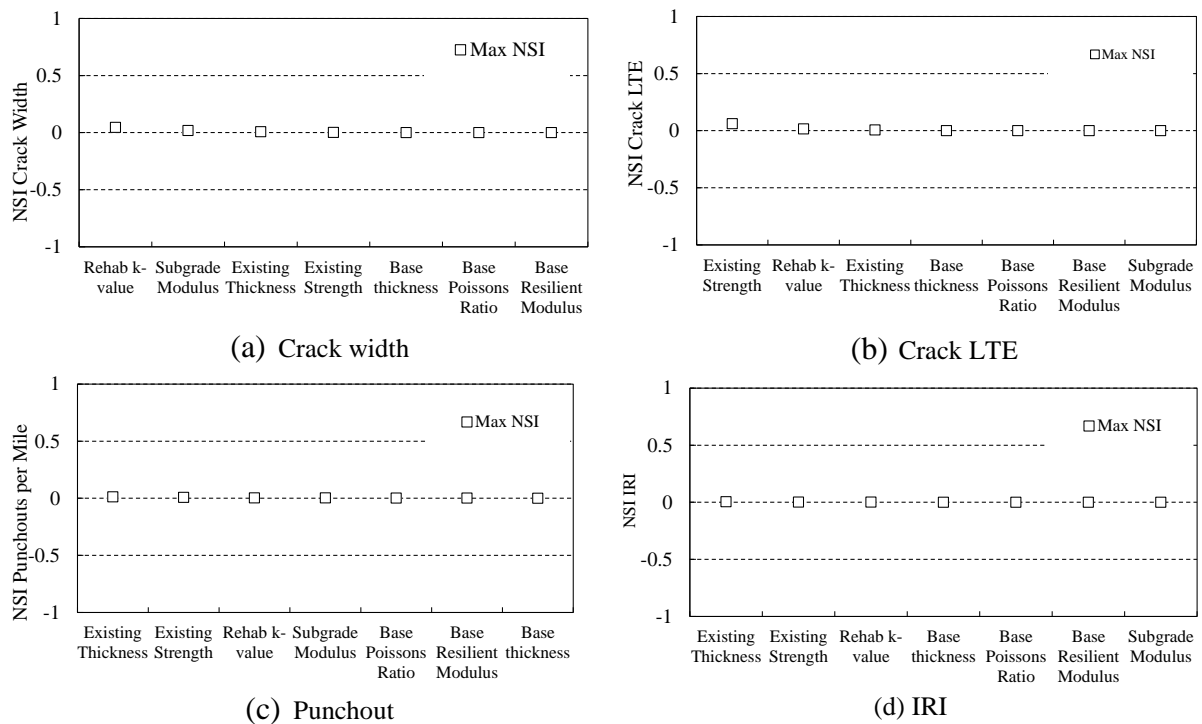 1
0.5
0
-0.5
-1
NSI Crack Width
Max NSI
Rehab k-
value
Subgrade
Modulus
Existing
Thickness
Existing
Strength
Base
thickness
Base
Poissons
Ratio
Base
Resilient
Modulus
(a) Crack width
1
0.5
0
-0.5
-1
NSI Crack LTE
Max NSI
Existing
Strength
Rehab k-
value
Existing
Thickness
Base
thickness
Base
Poissons
Ratio
Base
Resilient
Modulus
Subgrade
Modulus
(b) Crack LTE
1
0.5
0
-0.5
-1
NSI Punchouts per Mile
Max NSI
Existing
Thickness
Existing
Strength
Rehab k-
value
Subgrade
Modulus
Base
Poissons
Ratio
Base
Resilient
Modulus
Base
thickness
(c) Punchout
1
0.5
0
-0.5
-1
NSI IRI
Max NSI
Existing
Thickness
Existing
Strength
Rehab k-
value
Base
thickness
Base
Poissons
Ratio
Base
Resilient
Modulus
Subgrade
Modulus
(d) IRI